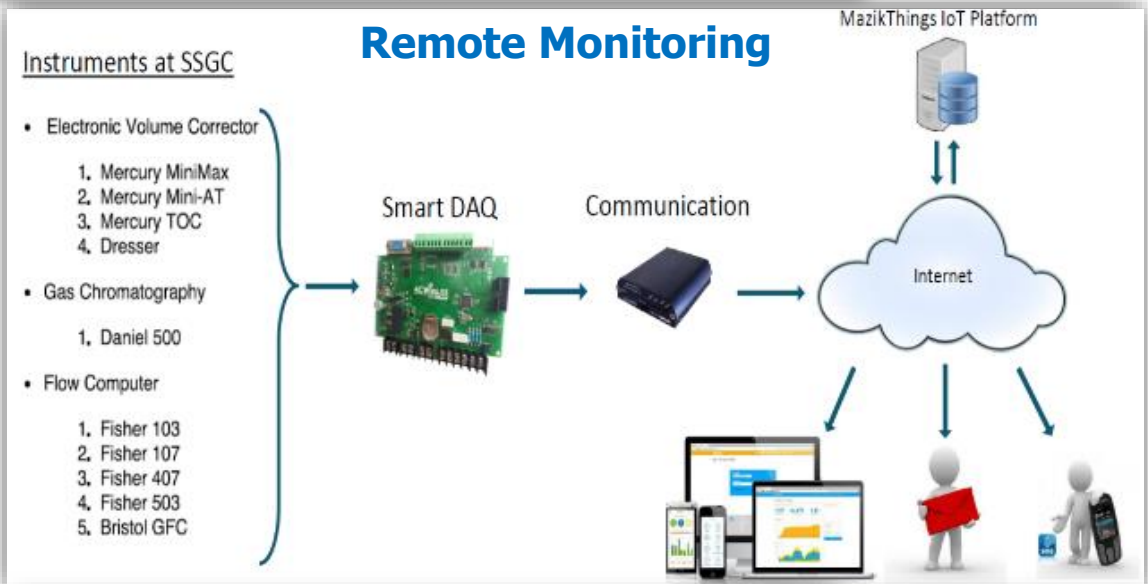 Remote Monitoring
MazikThings IoT Platform
Instruments at SSGC
• Electronic Volume Corrector
1. Mercury MiniMax
2. Mercury Mini-AT
3. Mercury TOC
4. Dresser
• Gas Chromatography
1. Daniel 500
• Flow Computer
1. Fisher 103
2. Fisher 107
3. Fisher 407
4. Fisher 503
5. Bristol GFC
Smart DAQ
Communication
Internet